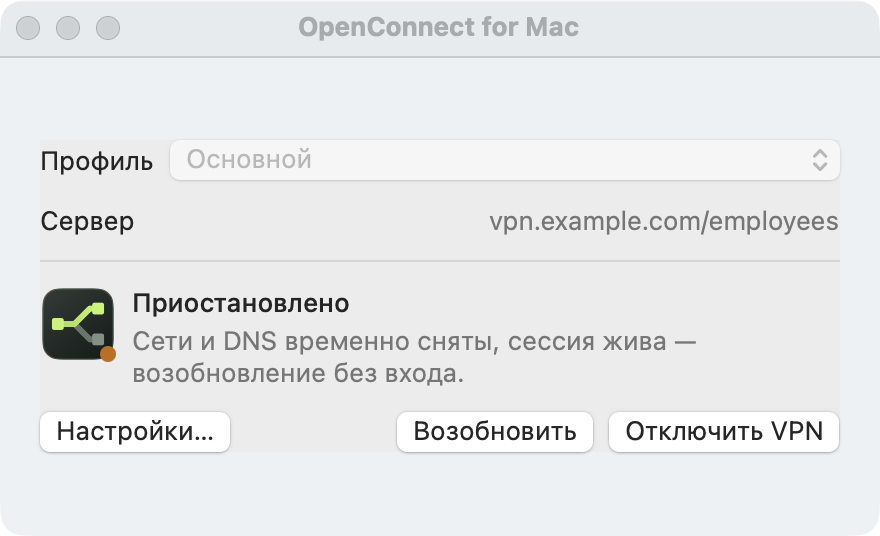 OpenConnect for Mac
Профиль Основной
Сервер vpn.example.com/employees
Приостановлено
Сети и DNS временно сняты, сессия жива —
возобновление без входа.
Настройки... Возобновить Отключить VPN